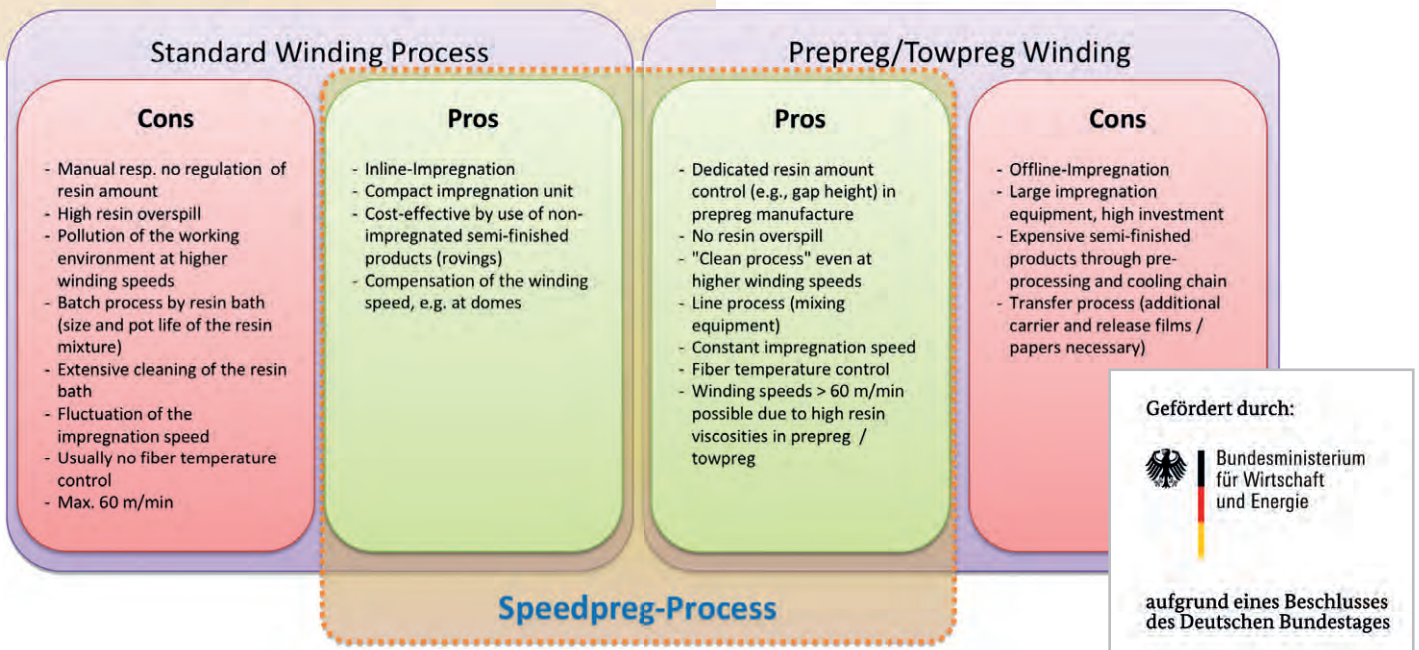 Standard Winding Process
Cons
- Manual resp. no regulation of
resin amount
- High resin overspill
- Pollution of the working
environment at higher
winding speeds
- Batch process by resin bath
(size and pot life of the resin
mixture)
- Extensive cleaning of the resin
bath
- Fluctuation of the
impregnation speed
- Usually no fiber temperature
control
- Max. 60 m/min
Pros
- Inline-Impregnation
- Compact impregnation unit
- Cost-effective by use of non-
impregnated semi-finished
products (rovings)
- Compensation of the winding
speed, e.g. at domes
Prepreg/Towpreg Winding
Pros
- Dedicated resin amount
control (e.g., gap height) in
prepreg manufacture
- No resin overspill
- "Clean process" even at
higher winding speeds
- Line process (mixing
equipment)
- Constant impregnation speed
- Fiber temperature control
- Winding speeds > 60 m/min
possible due to high resin
viscosities in prepreg /
towpreg
Cons
- Offline-Impregnation
- Large impregnation
equipment, high investment
- Expensive semi-finished
products through pre-
processing and cooling chain
- Transfer process (additional
carrier and release films /
papers necessary)
Speedpreg-Process
Gefördert durch:
Bundesministerium
für Wirtschaft
und Energie
aufgrund eines Beschlusses
des Deutschen Bundestages